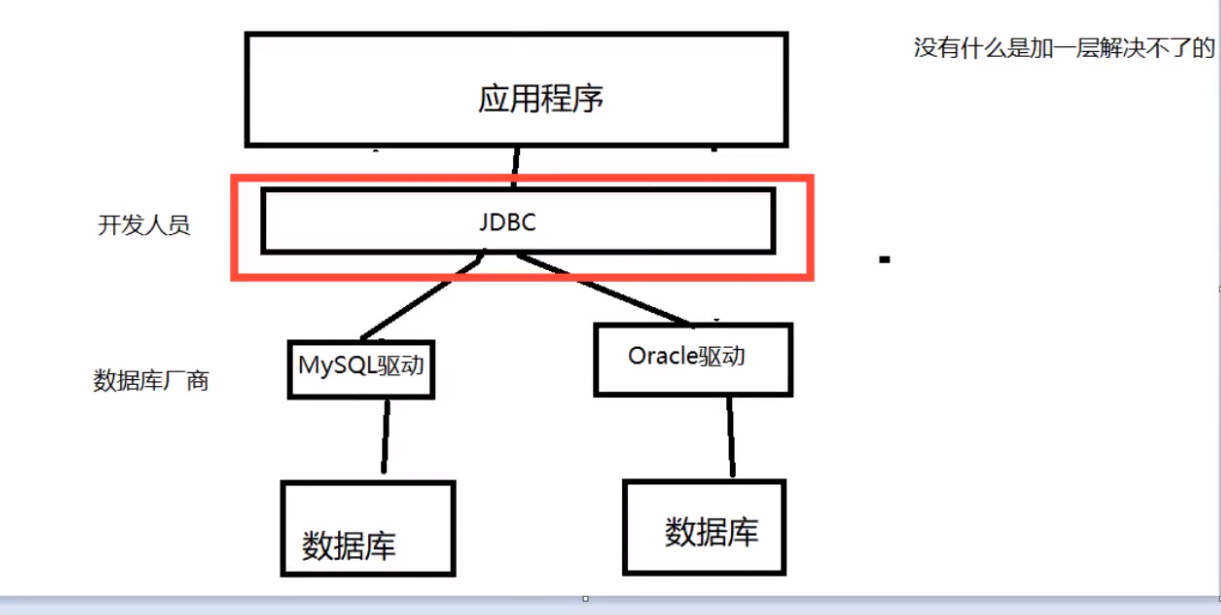 没有什么是加一层解决不了的
应用程序
开发人员
JDBC
数据库厂商
MySQL驱动
Oracle驱动
数据库
数据库